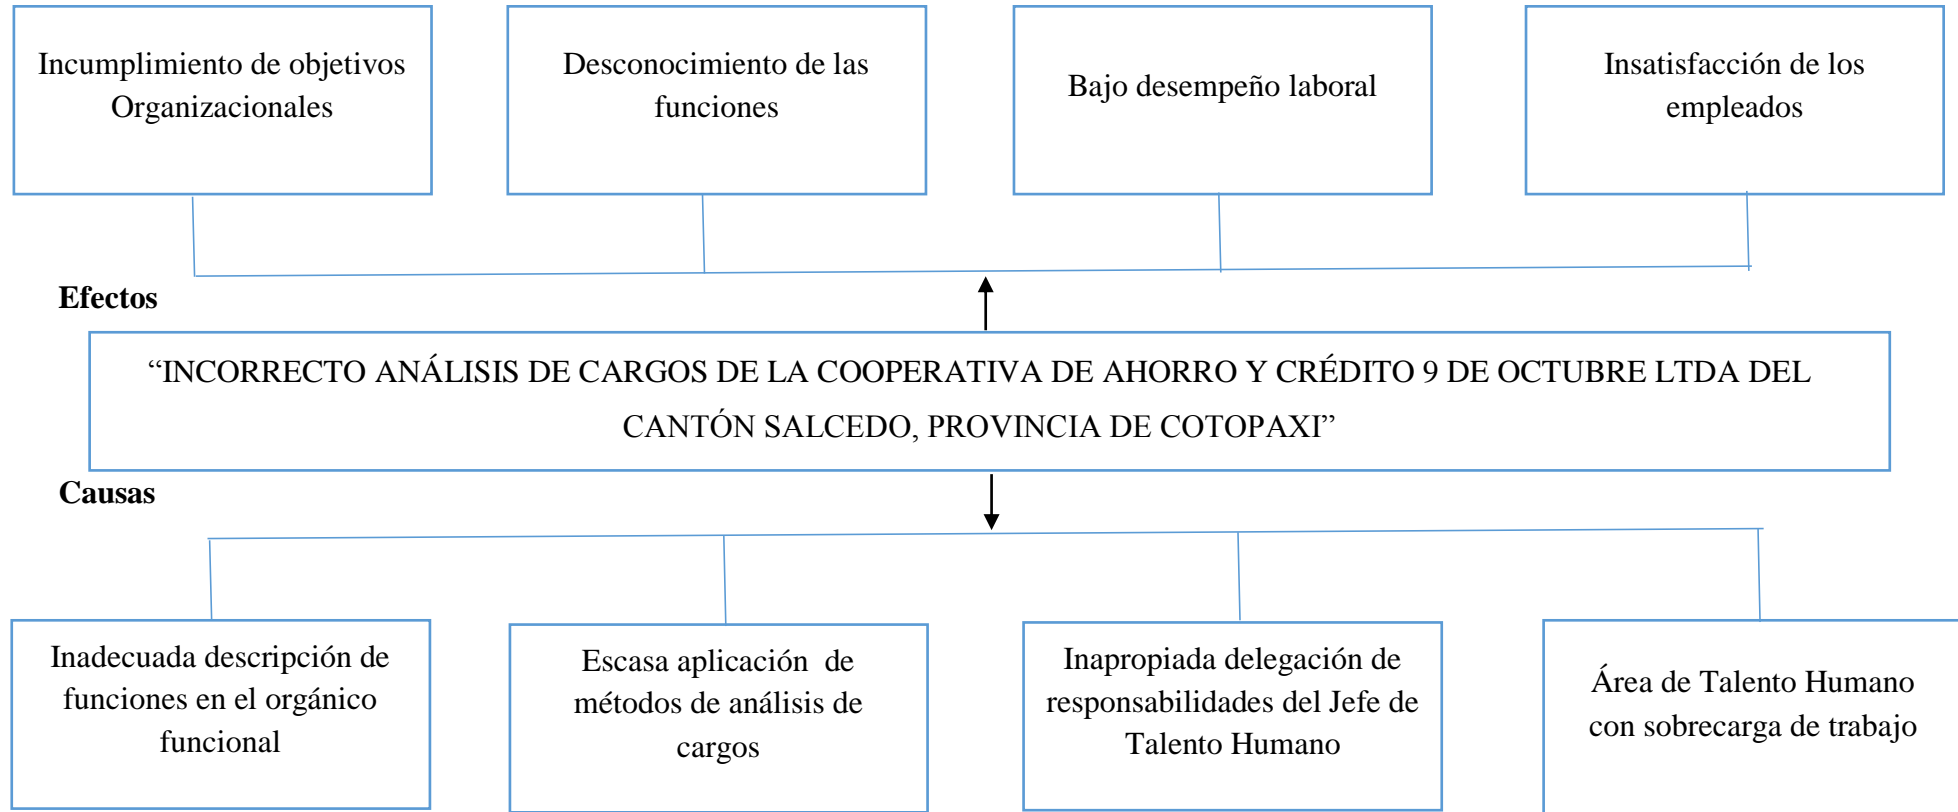 Incumplimiento de objetivos
Organizacionales
Desconocimiento de las
funciones
Bajo desempeño laboral
Insatisfacción de los
empleados
Efectos
“INCORRECTO ANÁLISIS DE CARGOS DE LA COOPERATIVA DE AHORRO Y CRÉDITO 9 DE OCTUBRE LTDA DEL
CANTÓN SALCEDO, PROVINCIA DE COTOPAXI”
Causas
Inadecuada descripción de
funciones en el orgánico
funcional
Escasa aplicación de
métodos de análisis de
cargos
Inapropiada delegación de
responsabilidades del Jefe de
Talento Humano
Área de Talento Humano
con sobrecarga de trabajo